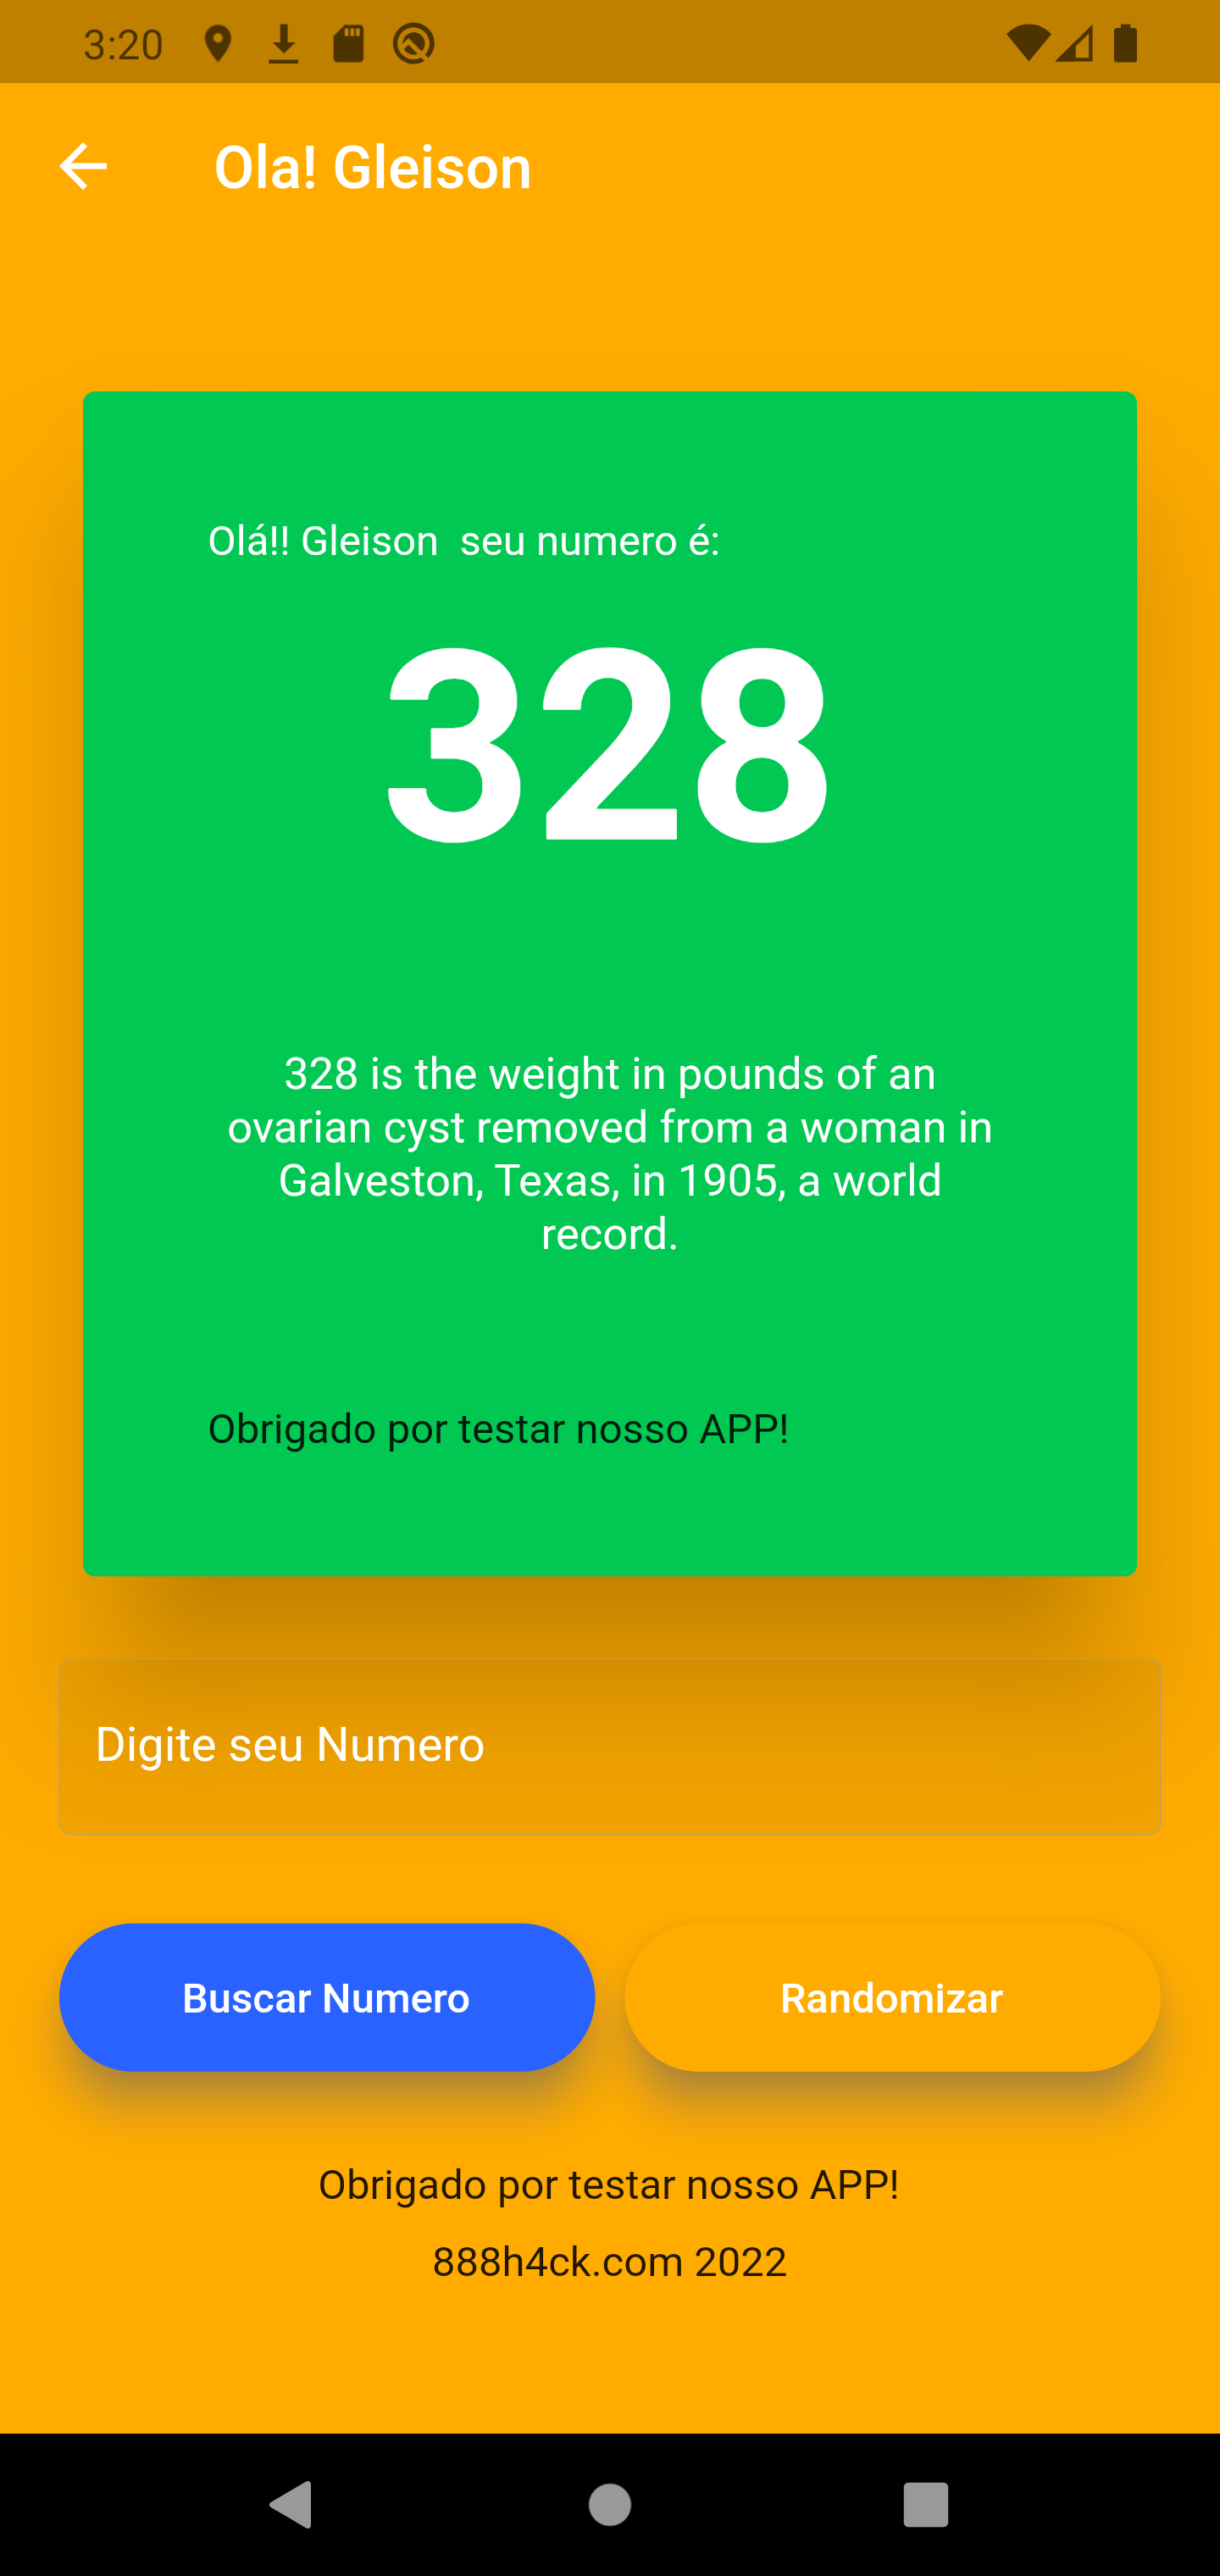 3:20
Ola! Gleison
Olá!! Gleison  seu numero é:
328
328 is the weight in pounds of an
ovarian cyst removed from a woman in
Galveston, Texas, in 1905, a world
record.
Obrigado por testar nosso APP!
Digite seu Numero
Buscar Numero
Randomizar
Obrigado por testar nosso APP!
888h4ck.com 2022